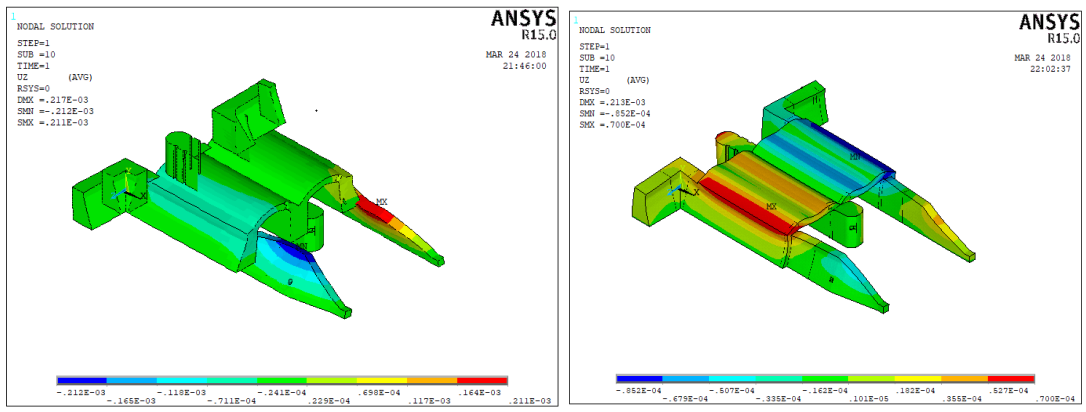 1
NODAL SOLUTION
STEP=1
SUB =10
TIME=1
UZ (AVG)
RSYS=0
DMX =.217E-03
SMN =-.212E-03
SMX =.211E-03
ANSYS
R15.0
MAR 24 2018
21:46:00
X
MX
MN
-.212E-03
-.165E-03
-.118E-03
-.711E-04
-.241E-04
.229E-04
.698E-04
.117E-03
.164E-03
.211E-03
1
NODAL SOLUTION
STEP=1
SUB =10
TIME=1
UZ (AVG)
RSYS=0
DMX =.213E-03
SMN =-.852E-04
SMX =.700E-04
ANSYS
R15.0
MAR 24 2018
22:02:37
MN
X
MX
-.852E-04
-.679E-04
-.507E-04
-.335E-04
-.162E-04
.101E-05
.182E-04
.355E-04
.527E-04
.700E-04